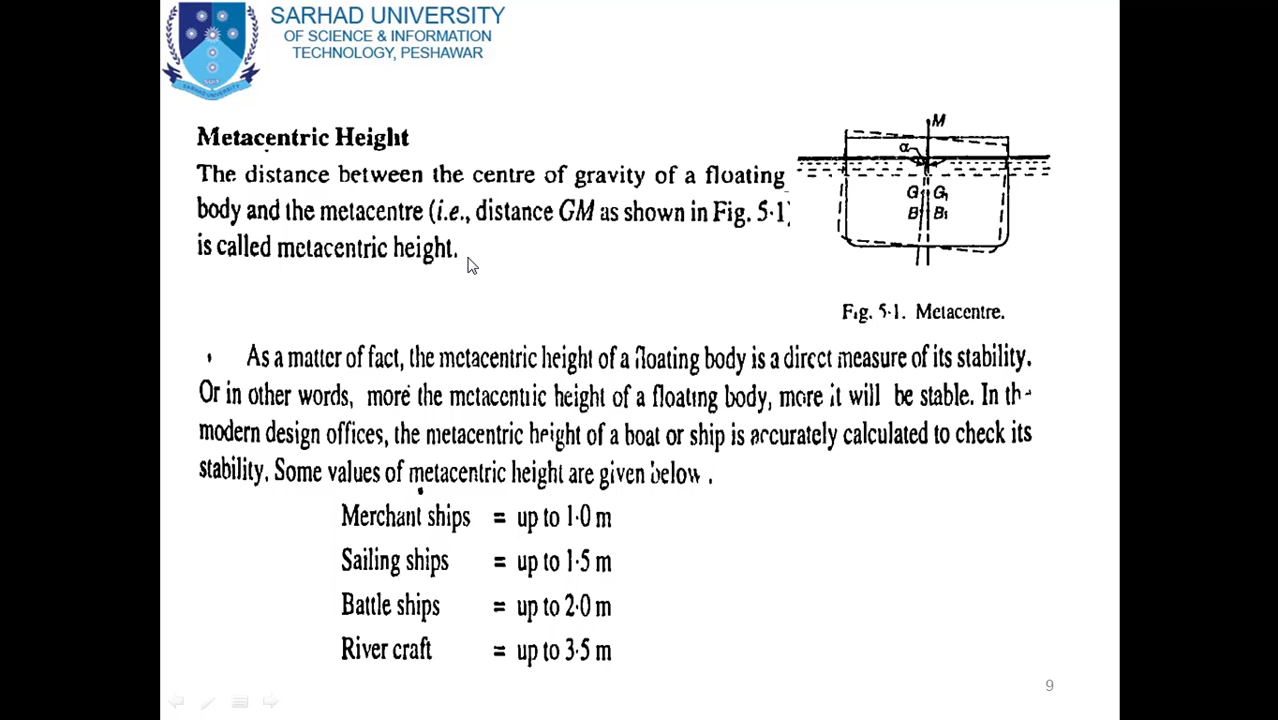 SARHAD UNIVERSITY
OF SCIENCE & INFORMATION
TECHNOLOGY, PESHAWAR
SUIT
SARHAD UNIVERSITY
Metacentric Height
The distance between the centre of gravity of a floating
body and the metacentre (i.e., distance GM as shown in Fig. 5·1)
is called metacentric height.
M
α
G G₁
B B₁
Fig. 5·1. Metacentre.
As a matter of fact, the metacentric height of a floating body is a direct measure of its stability.
Or in other words, more the metacentric height of a floating body, more it will be stable. In the
modern design offices, the metacentric height of a boat or ship is accurately calculated to check its
stability. Some values of metacentric height are given below.
Merchant ships = up to 1·0 m
Sailing ships = up to 1·5 m
Battle ships = up to 2·0 m
River craft = up to 3·5 m
9